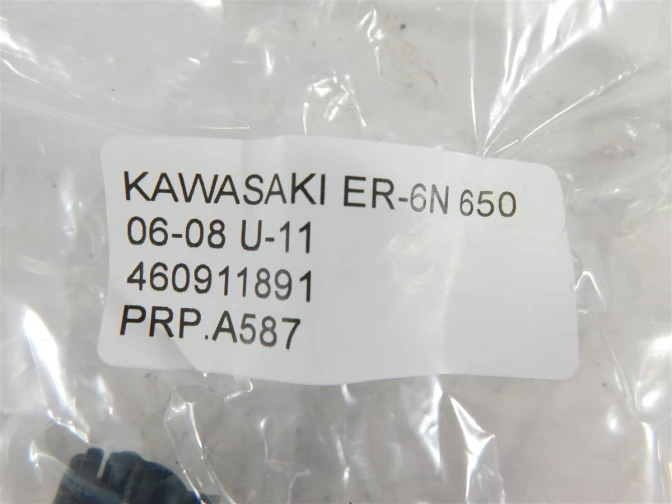 KAWASAKI ER-6N 650
06-08 U-11
460911891
PRP.A587